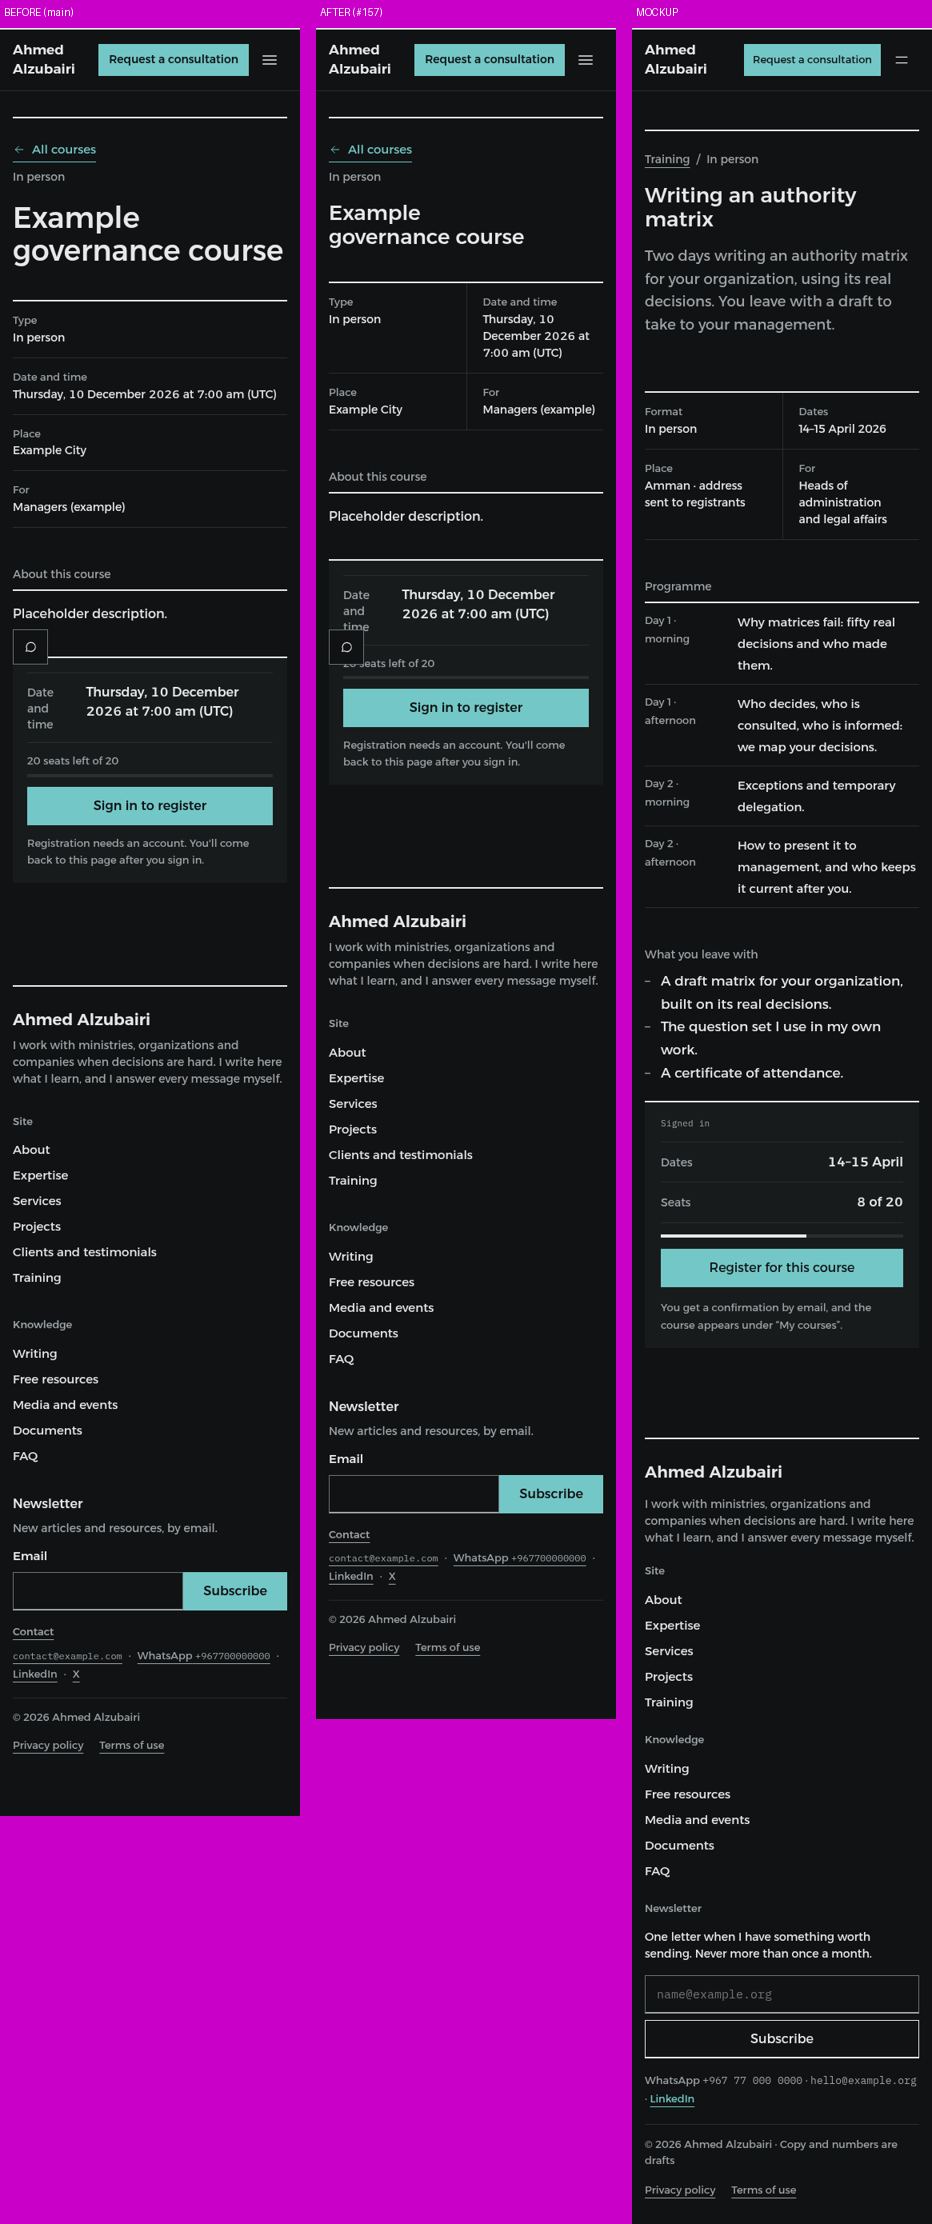 BEFORE (main)
Ahmed
Alzubairi
Request a consultation
← All courses
In person
Example
governance course
Type
In person
Date and time
Thursday, 10 December 2026 at 7:00 am (UTC)
Place
Example City
For
Managers (example)
About this course
Placeholder description.
Date
and
time
Thursday, 10 December
2026 at 7:00 am (UTC)
20 seats left of 20
Sign in to register
Registration needs an account. You'll come
back to this page after you sign in.
Ahmed Alzubairi
I work with ministries, organizations and
companies when decisions are hard. I write here
what I learn, and I answer every message myself.
Site
About
Expertise
Services
Projects
Clients and testimonials
Training
Knowledge
Writing
Free resources
Media and events
Documents
FAQ
Newsletter
New articles and resources, by email.
Email
Subscribe
Contact
contact@example.com · WhatsApp +967700000000 ·
LinkedIn · X
© 2026 Ahmed Alzubairi
Privacy policy Terms of use
AFTER (#157)
Ahmed
Alzubairi
Request a consultation
← All courses
In person
Example
governance course
Type
In person
Date and time
Thursday, 10
December 2026 at
7:00 am (UTC)
Place
Example City
For
Managers (example)
About this course
Placeholder description.
Date
and
time
Thursday, 10 December
2026 at 7:00 am (UTC)
20 seats left of 20
Sign in to register
Registration needs an account. You'll come
back to this page after you sign in.
Ahmed Alzubairi
I work with ministries, organizations and
companies when decisions are hard. I write here
what I learn, and I answer every message myself.
Site
About
Expertise
Services
Projects
Clients and testimonials
Training
Knowledge
Writing
Free resources
Media and events
Documents
FAQ
Newsletter
New articles and resources, by email.
Email
Subscribe
Contact
contact@example.com · WhatsApp +967700000000 ·
LinkedIn · X
© 2026 Ahmed Alzubairi
Privacy policy Terms of use
MOCKUP
Ahmed
Alzubairi
Request a consultation
Training / In person
Writing an authority
matrix
Two days writing an authority matrix
for your organization, using its real
decisions. You leave with a draft to
take to your management.
Format
In person
Dates
14–15 April 2026
Place
Amman · address
sent to registrants
For
Heads of
administration
and legal affairs
Programme
Day 1 ·
morning
Why matrices fail: fifty real
decisions and who made
them.
Day 1 ·
afternoon
Who decides, who is
consulted, who is informed:
we map your decisions.
Day 2 ·
morning
Exceptions and temporary
delegation.
Day 2 ·
afternoon
How to present it to
management, and who keeps
it current after you.
What you leave with
– A draft matrix for your organization,
built on its real decisions.
– The question set I use in my own
work.
– A certificate of attendance.
Signed in
Dates 14–15 April
Seats 8 of 20
Register for this course
You get a confirmation by email, and the
course appears under “My courses”.
Ahmed Alzubairi
I work with ministries, organizations and
companies when decisions are hard. I write here
what I learn, and I answer every message myself.
Site
About
Expertise
Services
Projects
Training
Knowledge
Writing
Free resources
Media and events
Documents
FAQ
Newsletter
One letter when I have something worth
sending. Never more than once a month.
name@example.org
Subscribe
WhatsApp +967 77 000 0000 · hello@example.org
· LinkedIn
© 2026 Ahmed Alzubairi · Copy and numbers are
drafts
Privacy policy Terms of use